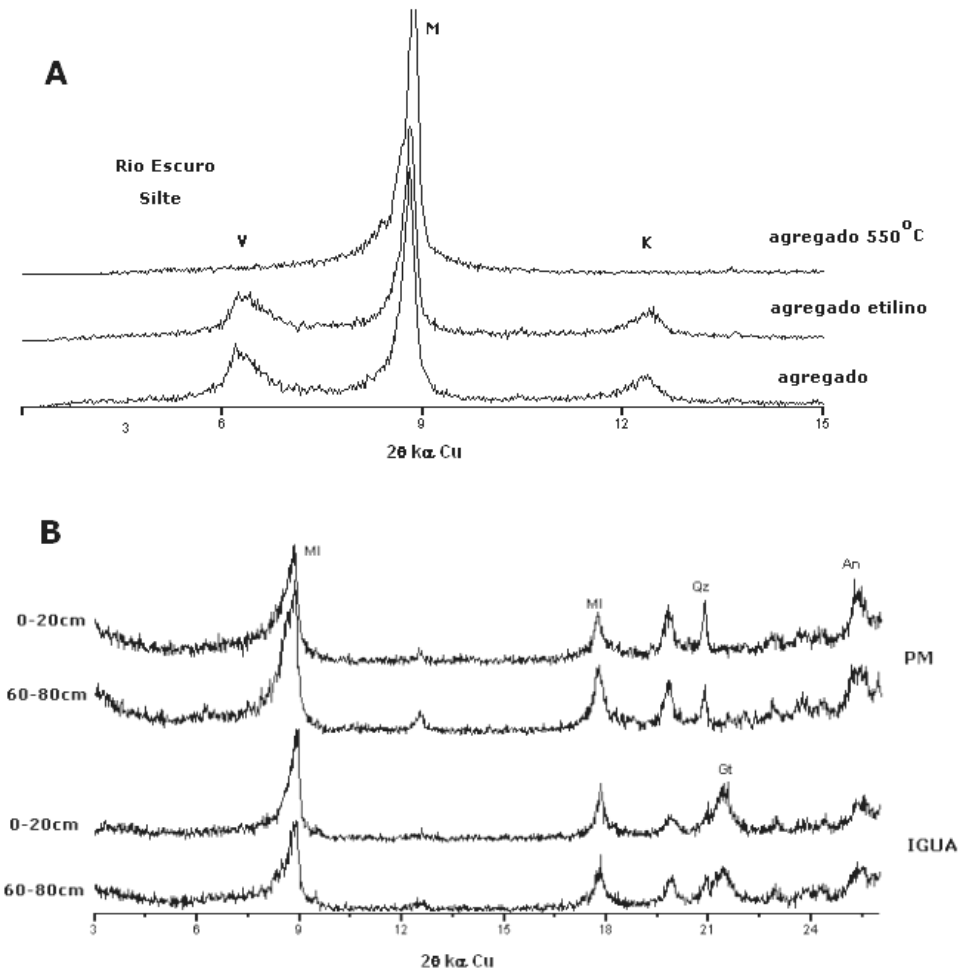 A
M
Rio Escuro
Silte
V
K
agregado 550°C
agregado etilino
agregado
3
6
9
12
15
2θ kα Cu
B
MI
MI
Qz
An
0-20cm
PM
60-80cm
Gt
0-20cm
IGUA
60-80cm
3
6
9
12
15
18
21
24
2θ kα Cu